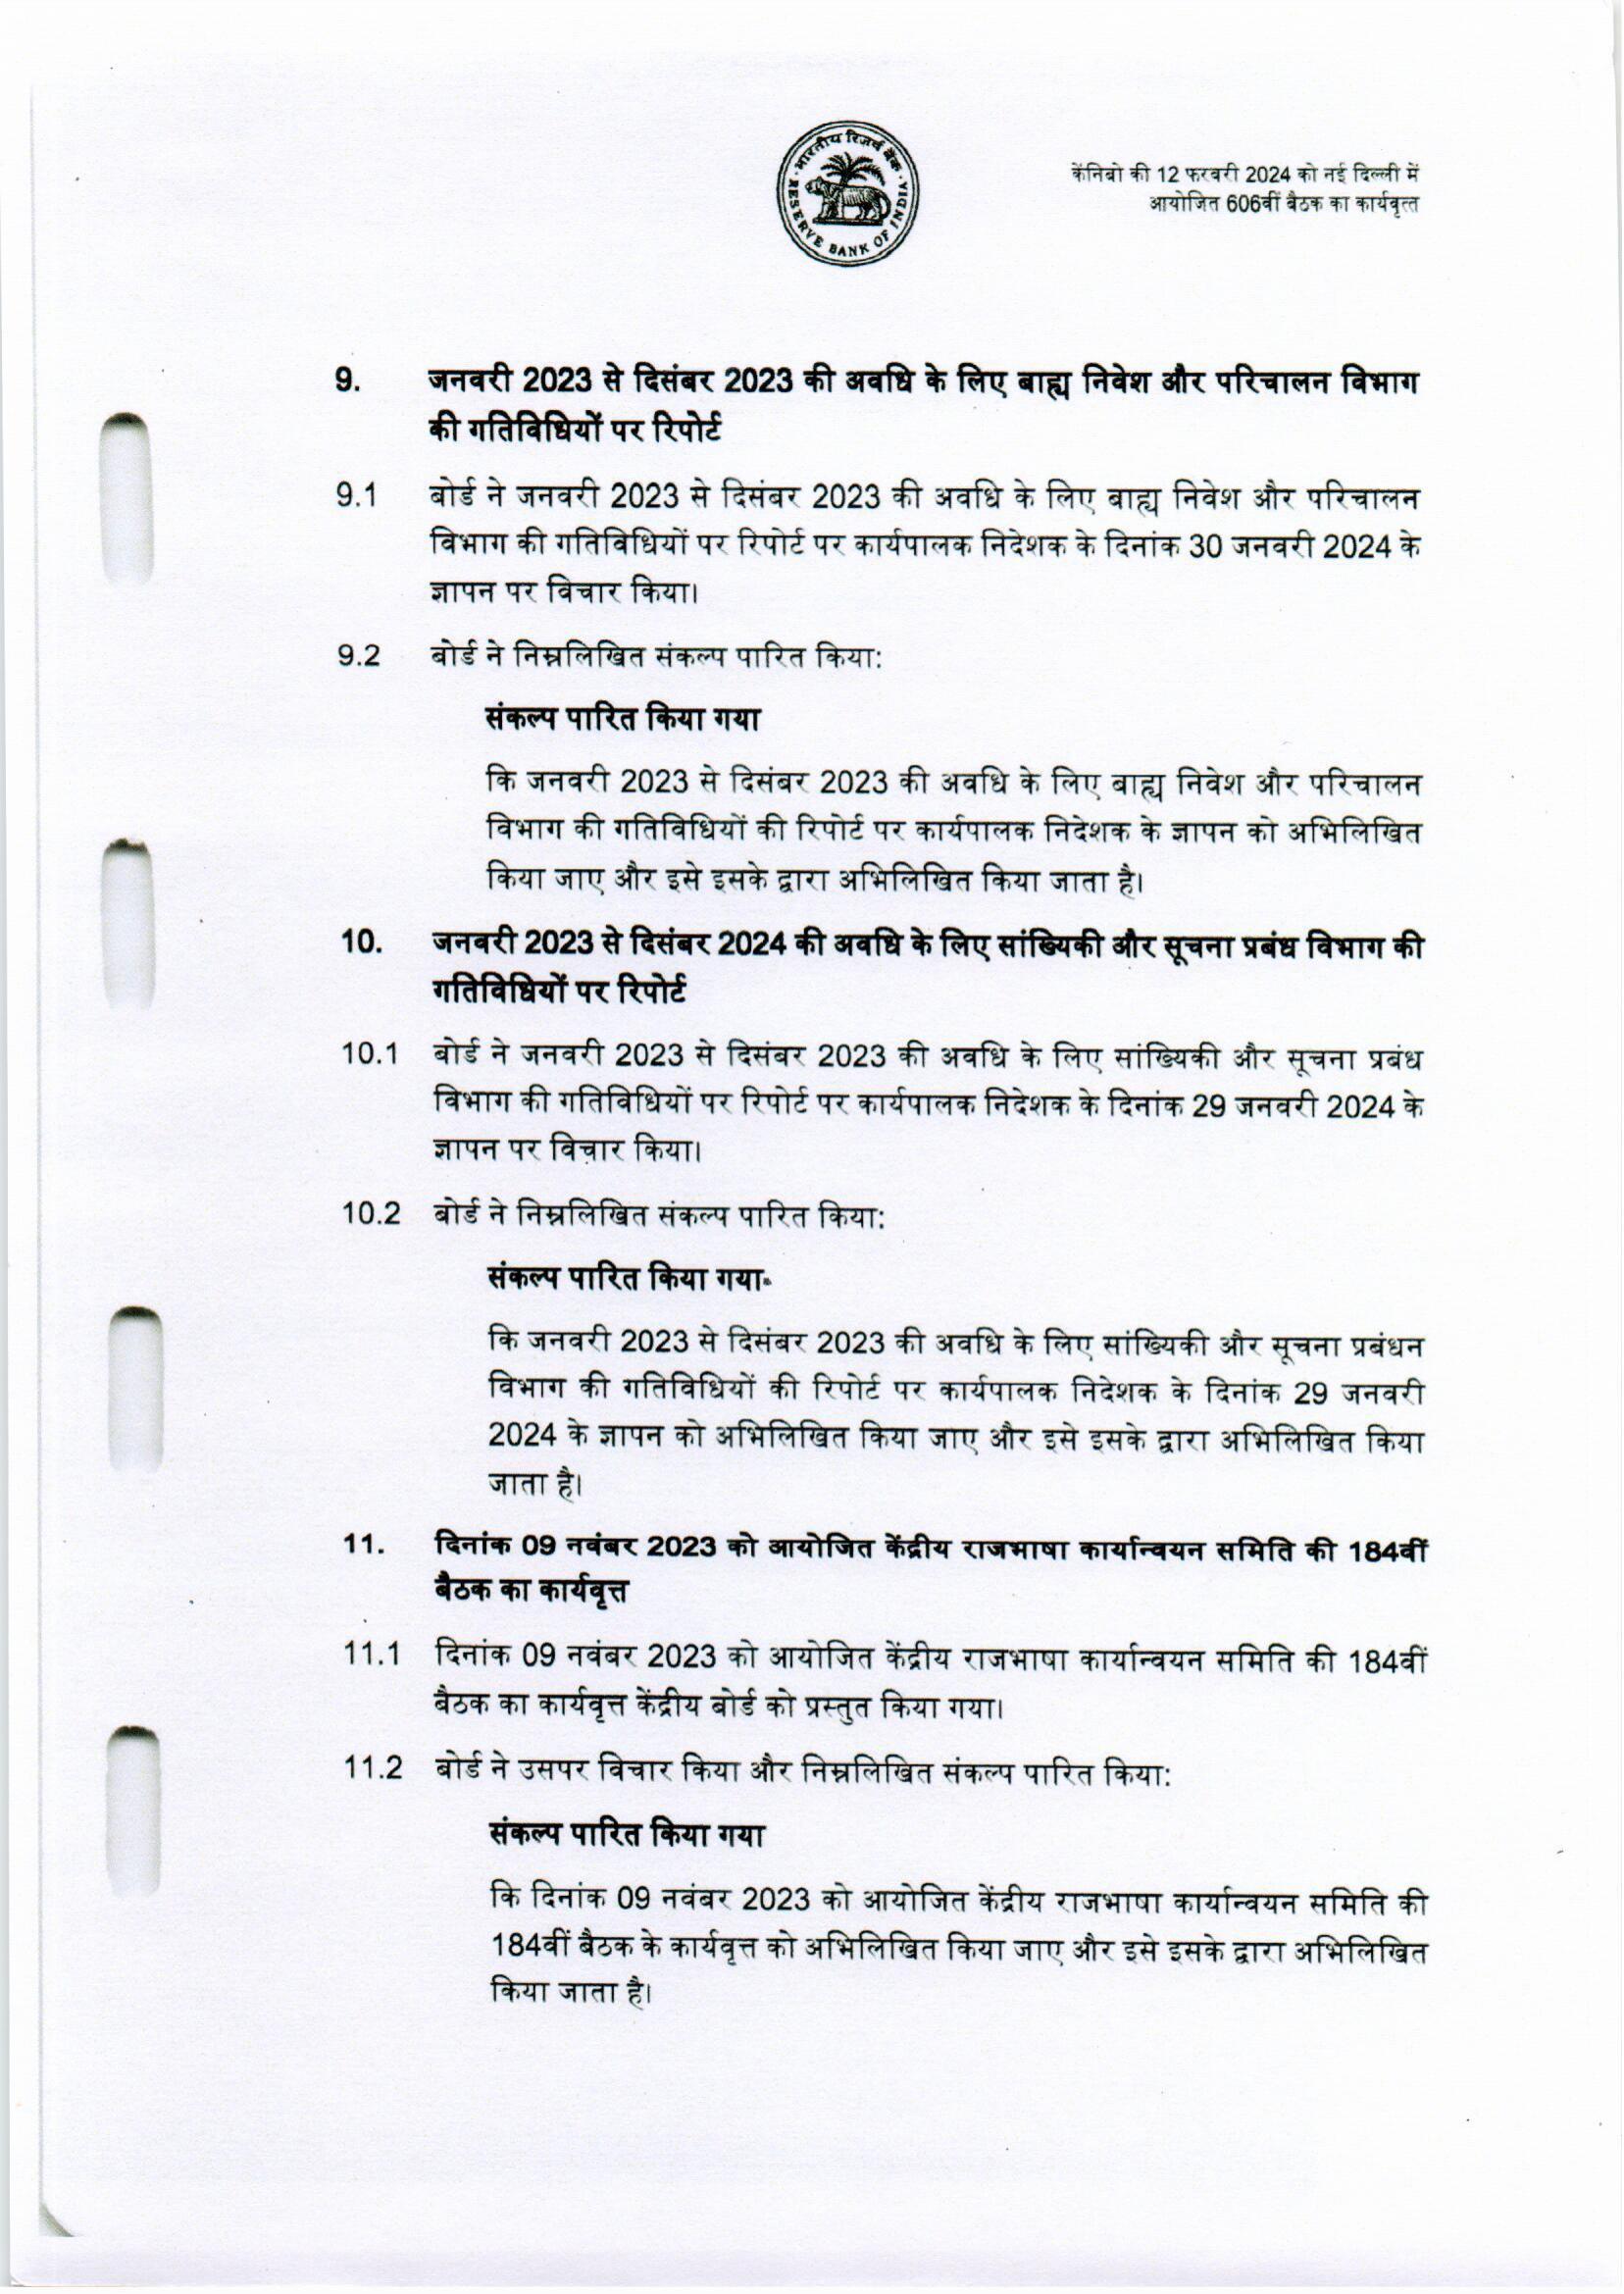 भारतीय रिज़र्व बैंक
RESERVE BANK OF INDIA
केंनिबो की 12 फरवरी 2024 को नई दिल्ली में
आयोजित 606वीं बैठक का कार्यवृत्त
9. जनवरी 2023 से दिसंबर 2023 की अवधि के लिए बाह्य निवेश और परिचालन विभाग
की गतिविधियों पर रिपोर्ट
9.1 बोर्ड ने जनवरी 2023 से दिसंबर 2023 की अवधि के लिए बाह्य निवेश और परिचालन
विभाग की गतिविधियों पर रिपोर्ट पर कार्यपालक निदेशक के दिनांक 30 जनवरी 2024 के
ज्ञापन पर विचार किया।
9.2 बोर्ड ने निम्नलिखित संकल्प पारित किया:
संकल्प पारित किया गया
कि जनवरी 2023 से दिसंबर 2023 की अवधि के लिए बाह्य निवेश और परिचालन
विभाग की गतिविधियों की रिपोर्ट पर कार्यपालक निदेशक के ज्ञापन को अभिलिखित
किया जाए और इसे इसके द्वारा अभिलिखित किया जाता है।
10. जनवरी 2023 से दिसंबर 2024 की अवधि के लिए सांख्यिकी और सूचना प्रबंध विभाग की
गतिविधियों पर रिपोर्ट
10.1 बोर्ड ने जनवरी 2023 से दिसंबर 2023 की अवधि के लिए सांख्यिकी और सूचना प्रबंध
विभाग की गतिविधियों पर रिपोर्ट पर कार्यपालक निदेशक के दिनांक 29 जनवरी 2024 के
ज्ञापन पर विचार किया।
10.2 बोर्ड ने निम्नलिखित संकल्प पारित किया:
संकल्प पारित किया गया
कि जनवरी 2023 से दिसंबर 2023 की अवधि के लिए सांख्यिकी और सूचना प्रबंधन
विभाग की गतिविधियों की रिपोर्ट पर कार्यपालक निदेशक के दिनांक 29 जनवरी
2024 के ज्ञापन को अभिलिखित किया जाए और इसे इसके द्वारा अभिलिखित किया
जाता है।
11. दिनांक 09 नवंबर 2023 को आयोजित केंद्रीय राजभाषा कार्यान्वयन समिति की 184वीं
बैठक का कार्यवृत्त
11.1 दिनांक 09 नवंबर 2023 को आयोजित केंद्रीय राजभाषा कार्यान्वयन समिति की 184वीं
बैठक का कार्यवृत्त केंद्रीय बोर्ड को प्रस्तुत किया गया।
11.2 बोर्ड ने उसपर विचार किया और निम्नलिखित संकल्प पारित किया:
संकल्प पारित किया गया
कि दिनांक 09 नवंबर 2023 को आयोजित केंद्रीय राजभाषा कार्यान्वयन समिति की
184वीं बैठक के कार्यवृत्त को अभिलिखित किया जाए और इसे इसके द्वारा अभिलिखित
किया जाता है।